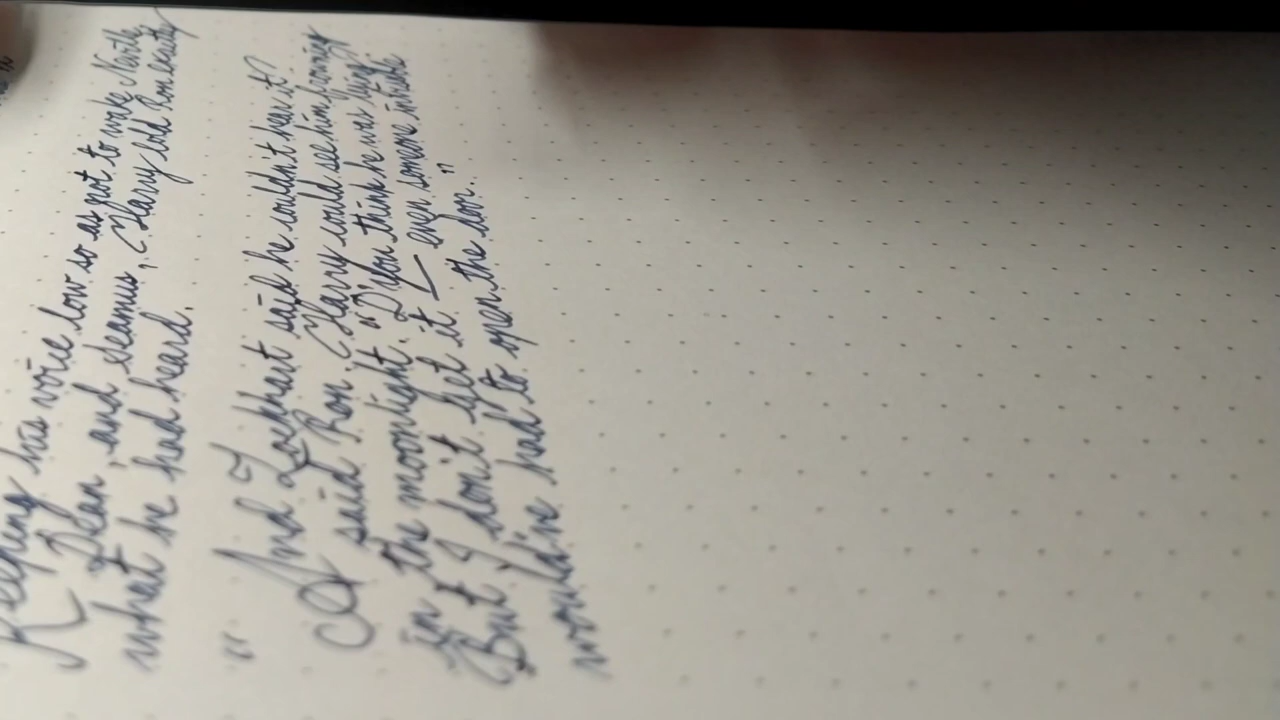 Keeping his voice low so as not to wake Neville
, Dean, and Seamus, Harry told Ron exactly
what he had heard.
"And Lockhart said he couldn't hear it?"
said Ron. Harry could see him frowning
in the moonlight. "D'you think he was lying?
But I don't get it — even someone invisible
would've had to open the door."